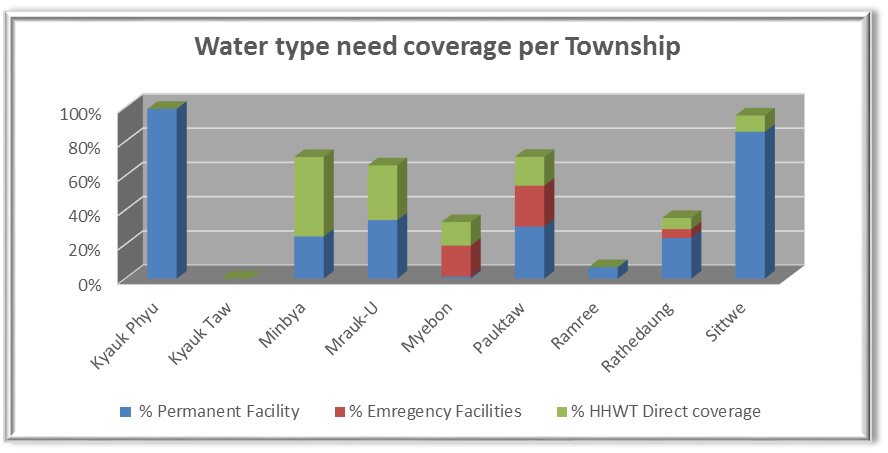 Water type need coverage per Township
100%
80%
60%
40%
20%
0%
Kyauk Phyu
Kyauk Taw
Minbya
Mrauk-U
Myebon
Pauktaw
Ramree
Rathedaung
Sittwe
% Permanent Facility % Emregency Facilities % HHWT Direct coverage